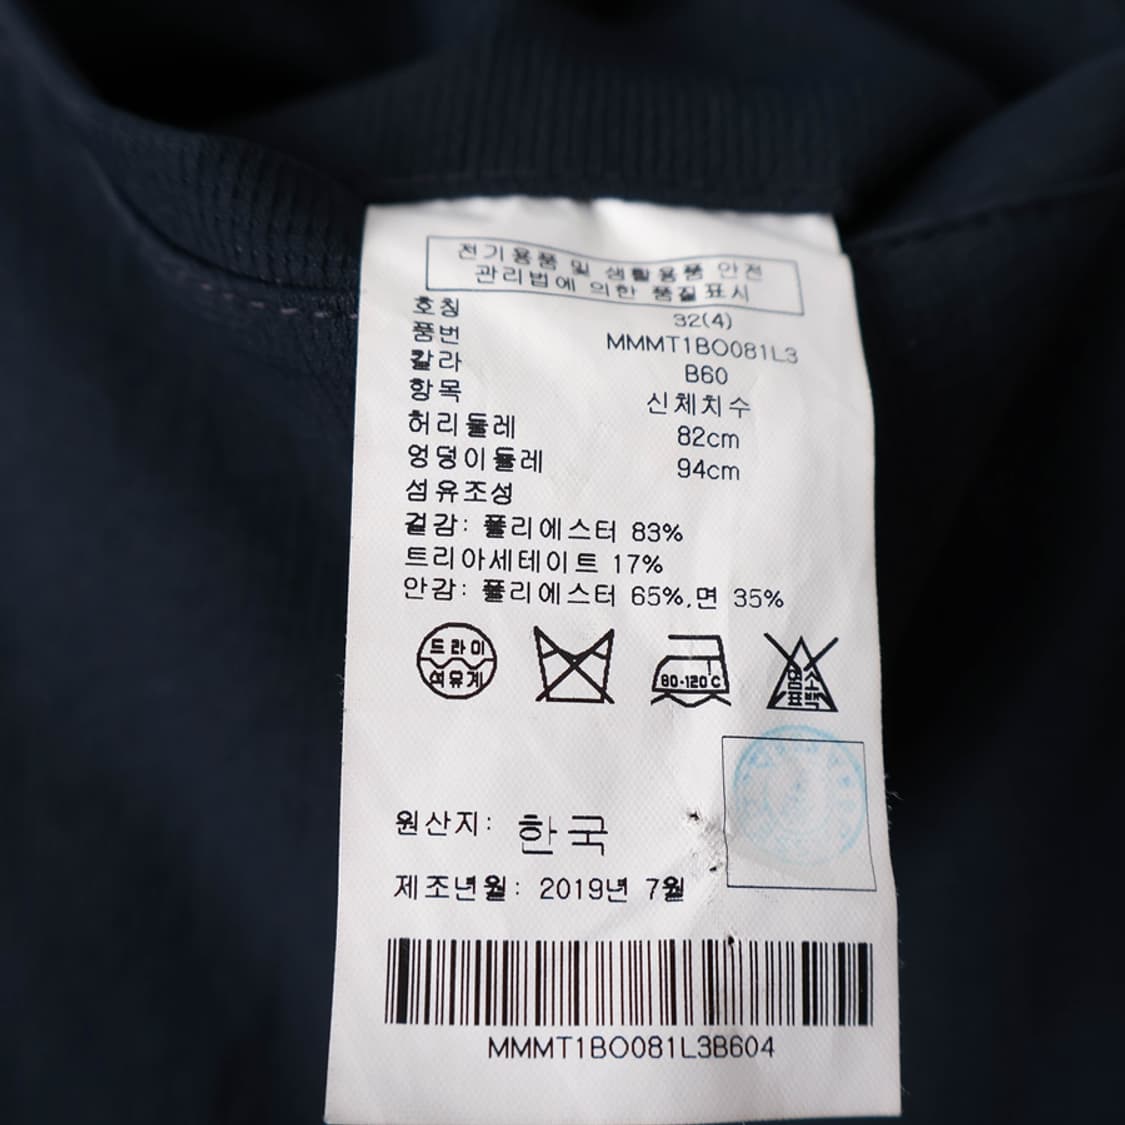 전기용품 및 생활용품 안전
관리법에 의한 품질표시
호칭 32(4)
품번 MMMT1BO081L3
칼라 B60
항목 신체치수
허리둘레 82cm
엉덩이둘레 94cm
섬유조성
겉감: 폴리에스터 83%
트리아세테이트 17%
안감: 폴리에스터 65%,면 35%
드라이
석유계
80-120℃
염소
표백
원산지: 한국
제조년월: 2019년 7월
MMMT1BO081L3B604